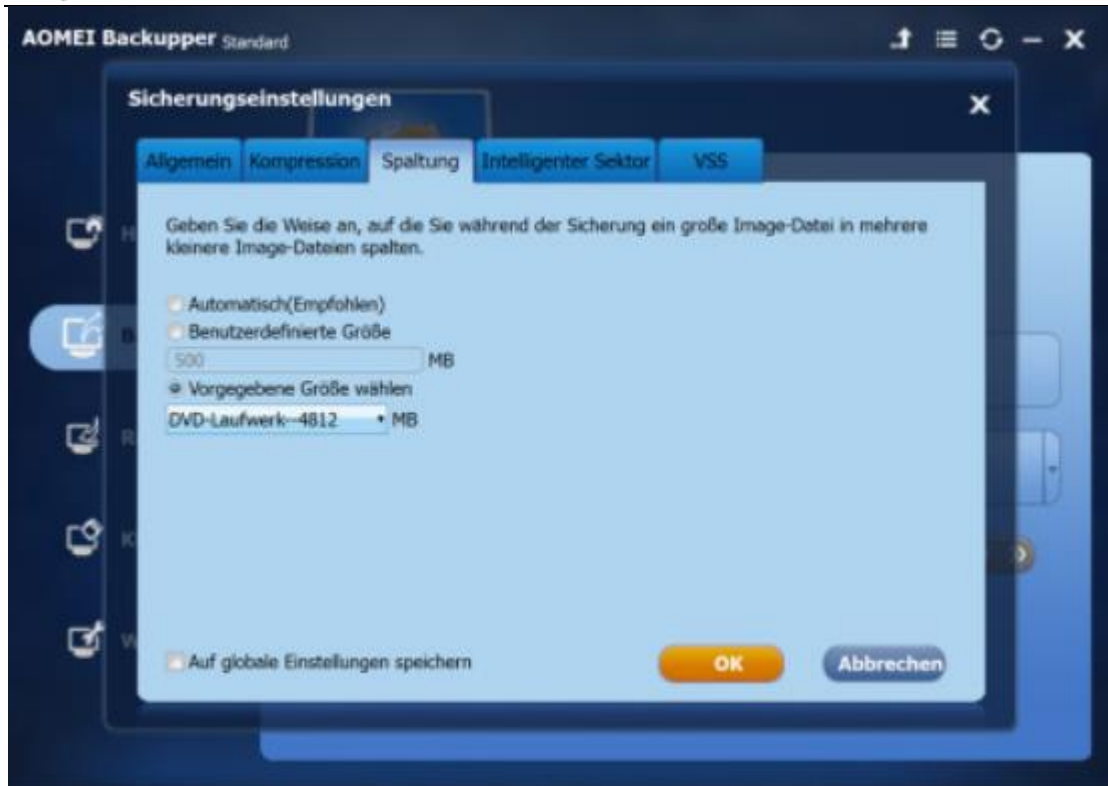 AOMEI Backupper Standard
Sicherungseinstellungen
Allgemein Kompression Spaltung Intelligenter Sektor VSS
Geben Sie die Weise an, auf die Sie während der Sicherung ein große Image-Datei in mehrere
kleinere Image-Dateien spalten.
Automatisch(Empfohlen)
Benutzerdefinierte Größe
500 MB
Vorgegebene Größe wählen
DVD-Laufwerk--4812 MB
Auf globale Einstellungen speichern
OK Abbrechen